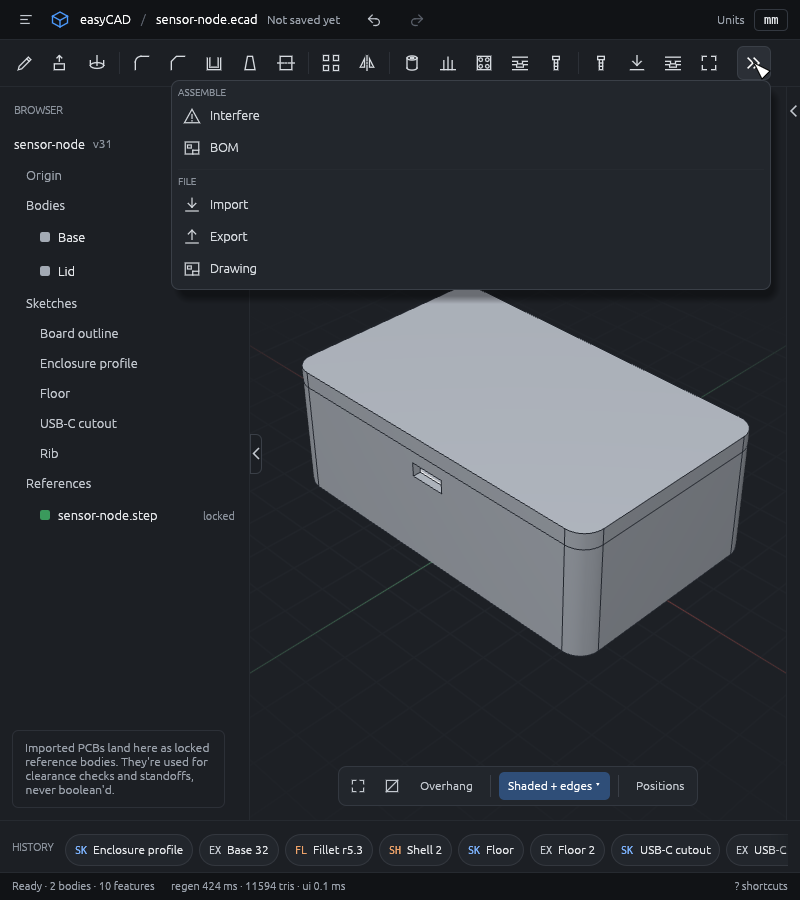 easyCAD / sensor-node.ecad Not saved yet Units mm
ASSEMBLE
Interfere
BOM
FILE
Import
Export
Drawing
BROWSER
sensor-node v31
Origin
Bodies
Base
Lid
Sketches
Board outline
Enclosure profile
Floor
USB-C cutout
Rib
References
sensor-node.step locked
Imported PCBs land here as locked
reference bodies. They're used for
clearance checks and standoffs,
never boolean'd.
Overhang Shaded + edges Positions
HISTORY SK Enclosure profile EX Base 32 FL Fillet r5.3 SH Shell 2 SK Floor EX Floor 2 SK USB-C cutout EX USB-C
Ready · 2 bodies · 10 features regen 424 ms · 11594 tris · ui 0.1 ms ? shortcuts